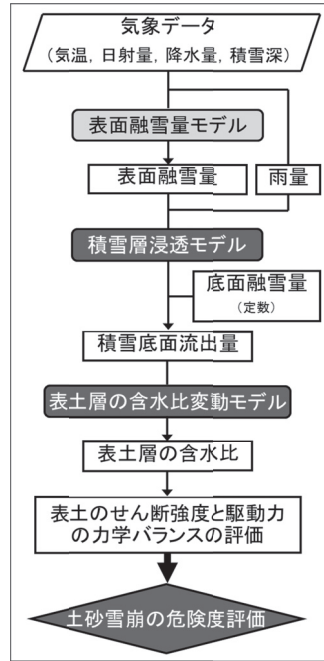 気象データ
（気温, 日射量, 降水量, 積雪深）
表面融雪量モデル
表面融雪量
雨量
積雪層浸透モデル
底面融雪量
（定数）
積雪底面流出量
表土層の含水比変動モデル
表土層の含水比
表土のせん断強度と駆動力
の力学バランスの評価
土砂雪崩の危険度評価